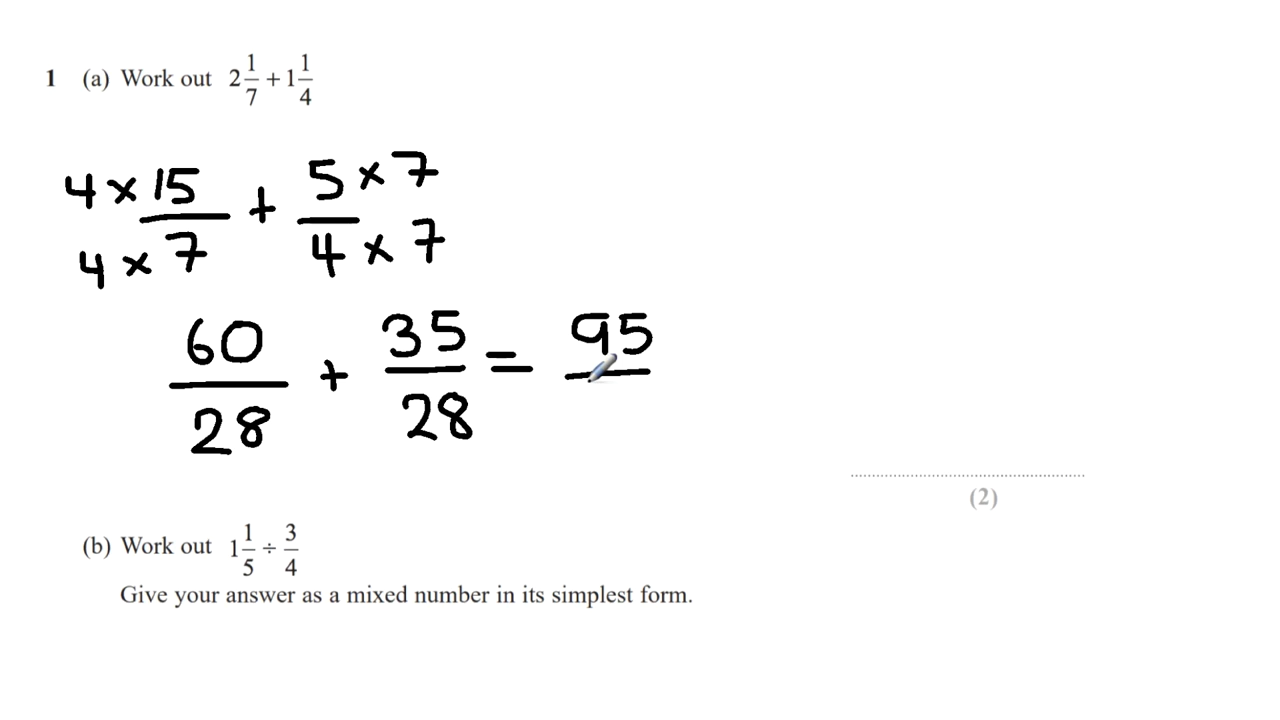 1 (a) Work out 2 1/7 + 1 1/4
4 × 15 + 5 × 7
4 × 7 4 × 7
60/28 + 35/28 = 95
(2)
(b) Work out 1 1/5 ÷ 3/4
Give your answer as a mixed number in its simplest form.